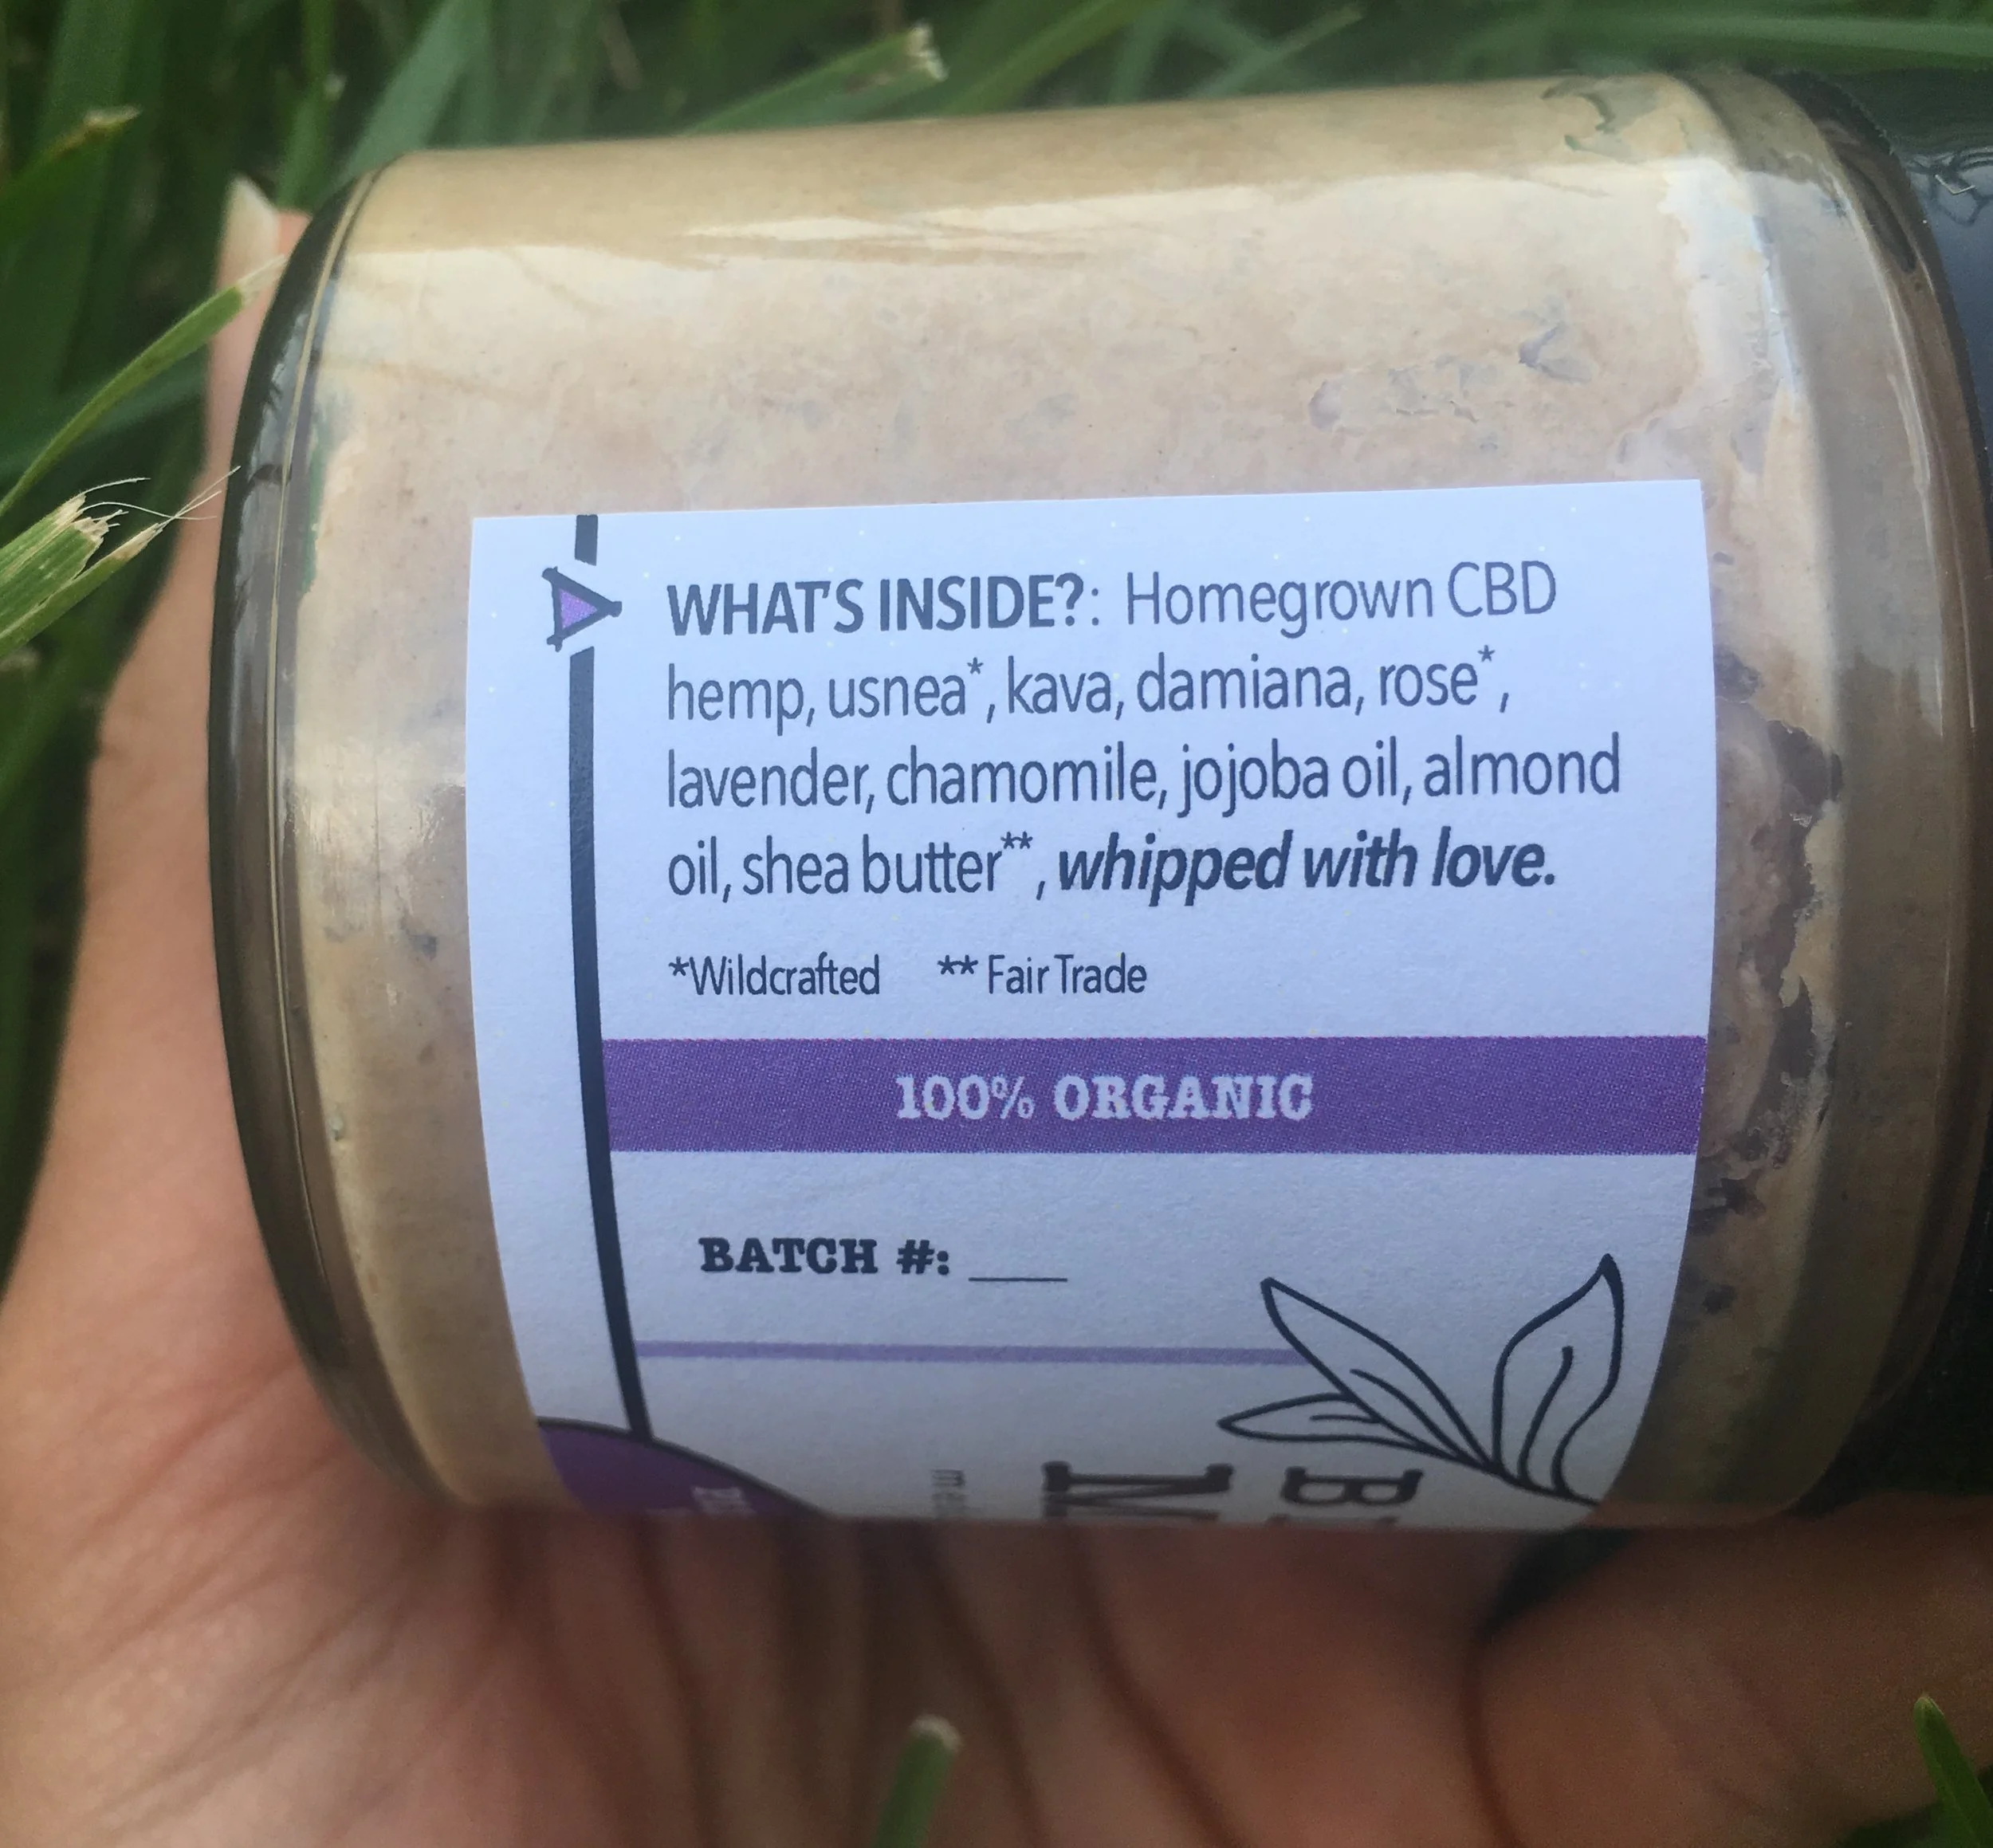 WHAT'S INSIDE?: Homegrown CBD
hemp, usnea*, kava, damiana, rose*,
lavender, chamomile, jojoba oil, almond
oil, shea butter**, whipped with love.
*Wildcrafted ** Fair Trade
100% ORGANIC
BATCH #: ___